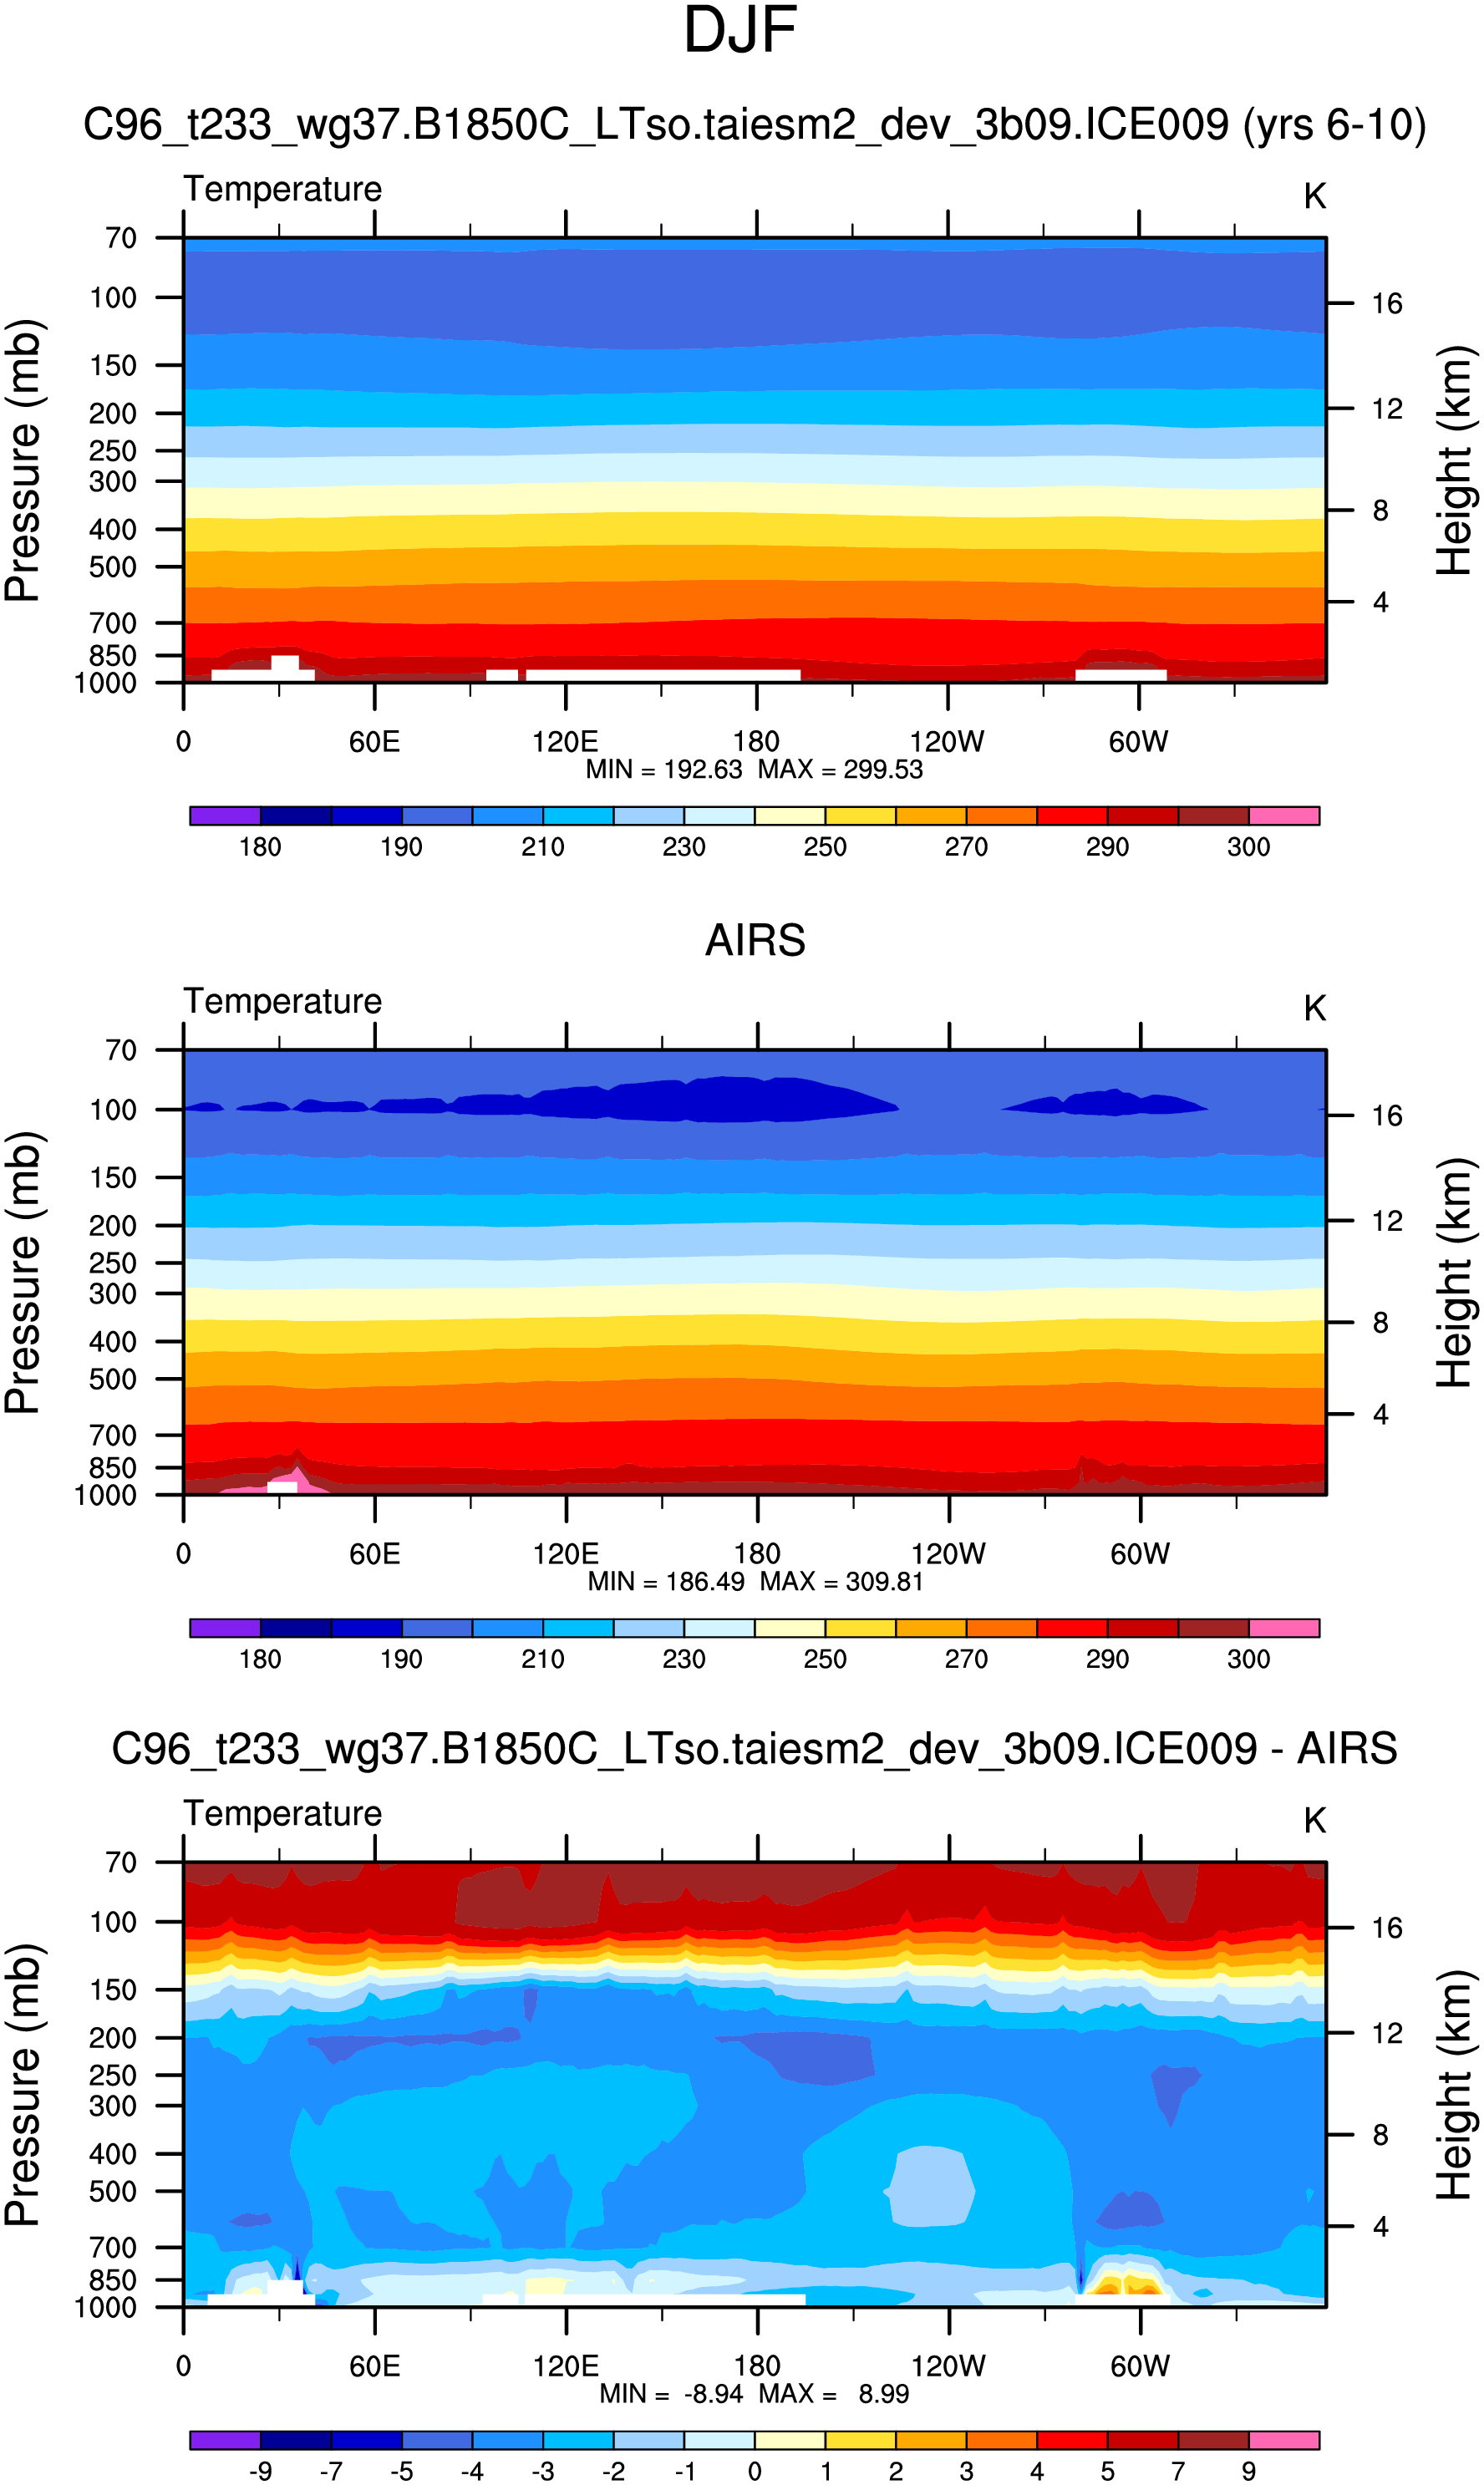 DJF
C96_t233_wg37.B1850C_LTso.taiesm2_dev_3b09.ICE009 (yrs 6-10)
Temperature K
70
100
150
200
250
300
400
500
700
850
1000
Pressure (mb)
16
12
8
4
Height (km)
0 60E 120E 180 120W 60W
MIN = 192.63 MAX = 299.53
180 190 210 230 250 270 290 300
AIRS
Temperature K
70
100
150
200
250
300
400
500
700
850
1000
Pressure (mb)
16
12
8
4
Height (km)
0 60E 120E 180 120W 60W
MIN = 186.49 MAX = 309.81
180 190 210 230 250 270 290 300
C96_t233_wg37.B1850C_LTso.taiesm2_dev_3b09.ICE009 - AIRS
Temperature K
70
100
150
200
250
300
400
500
700
850
1000
Pressure (mb)
16
12
8
4
Height (km)
0 60E 120E 180 120W 60W
MIN = -8.94 MAX = 8.99
-9 -7 -5 -4 -3 -2 -1 0 1 2 3 4 5 7 9